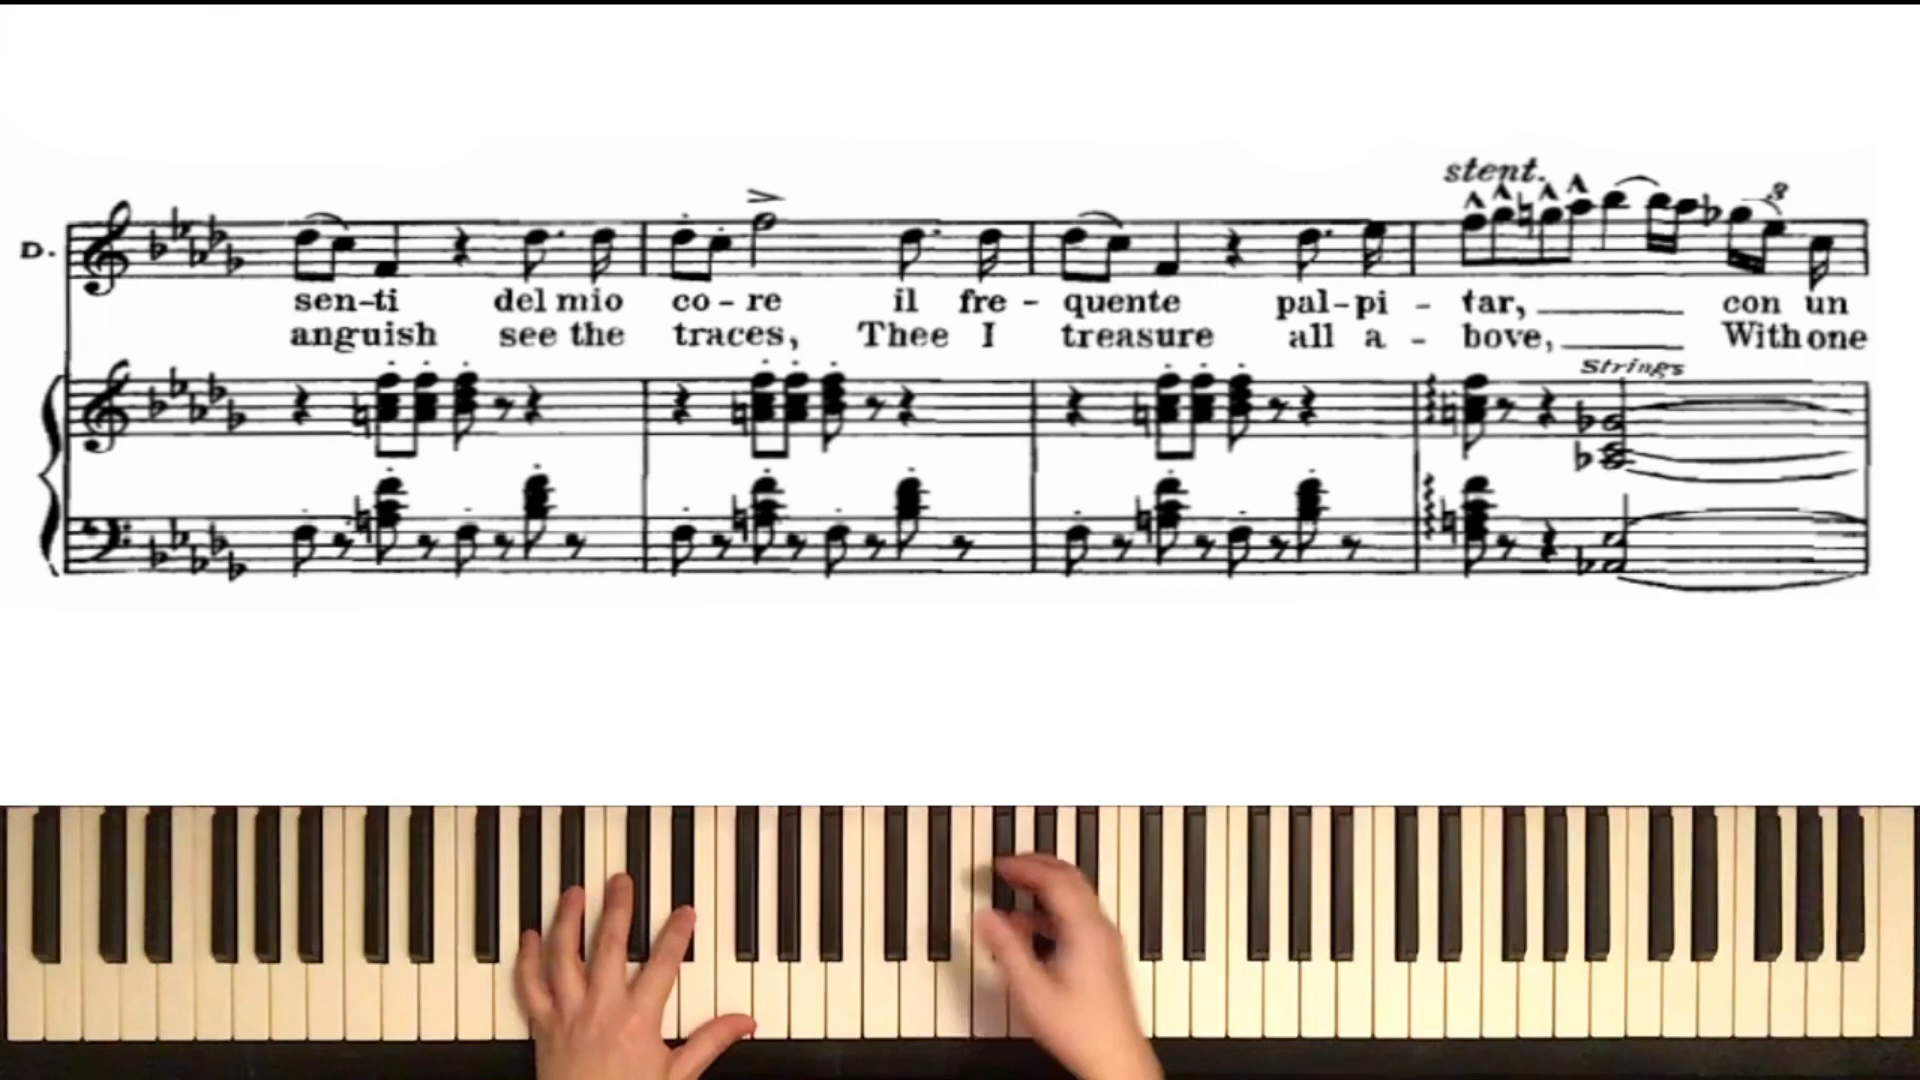 stent.
3
D.
sen-ti del mio co-re il fre-quente pal-pi-tar, con un
anguish see the traces, Thee I treasure all a-bove, With one
Strings